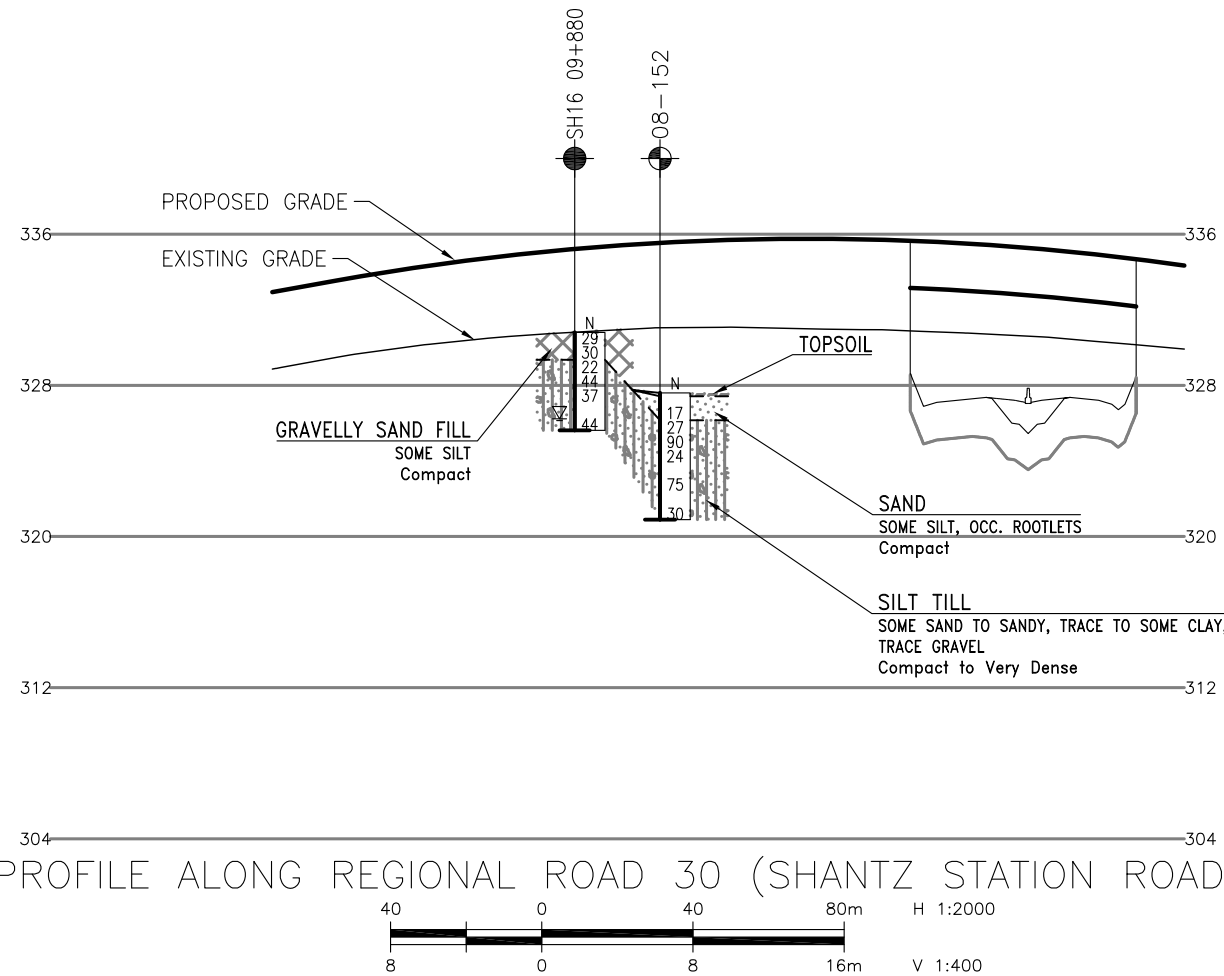 SH16 09+880
08-152
PROPOSED GRADE
336 336
EXISTING GRADE
N
29
30
22
44
37
44
TOPSOIL
328 328
N
17
27
90
24
75
30
GRAVELLY SAND FILL
SOME SILT
Compact
SAND
SOME SILT, OCC. ROOTLETS
Compact
320 320
SILT TILL
SOME SAND TO SANDY, TRACE TO SOME CLAY,
TRACE GRAVEL
Compact to Very Dense
312 312
304 304
PROFILE ALONG REGIONAL ROAD 30 (SHANTZ STATION ROAD
40 0 40 80m H 1:2000
8 0 8 16m V 1:400